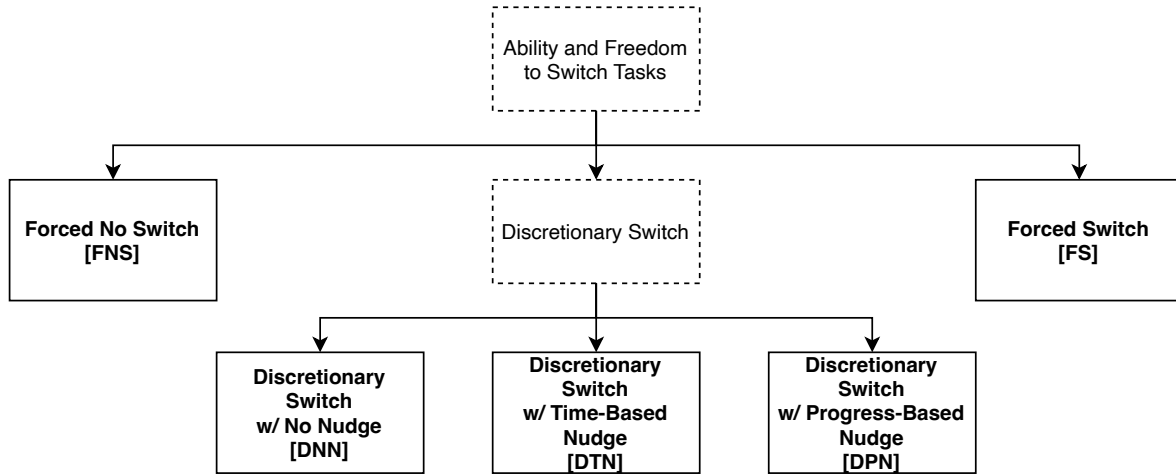 Ability and Freedom
to Switch Tasks
Forced No Switch
[FNS]
Discretionary Switch
Forced Switch
[FS]
Discretionary
Switch
w/ No Nudge
[DNN]
Discretionary
Switch
w/ Time-Based
Nudge
[DTN]
Discretionary
Switch
w/ Progress-Based
Nudge
[DPN]